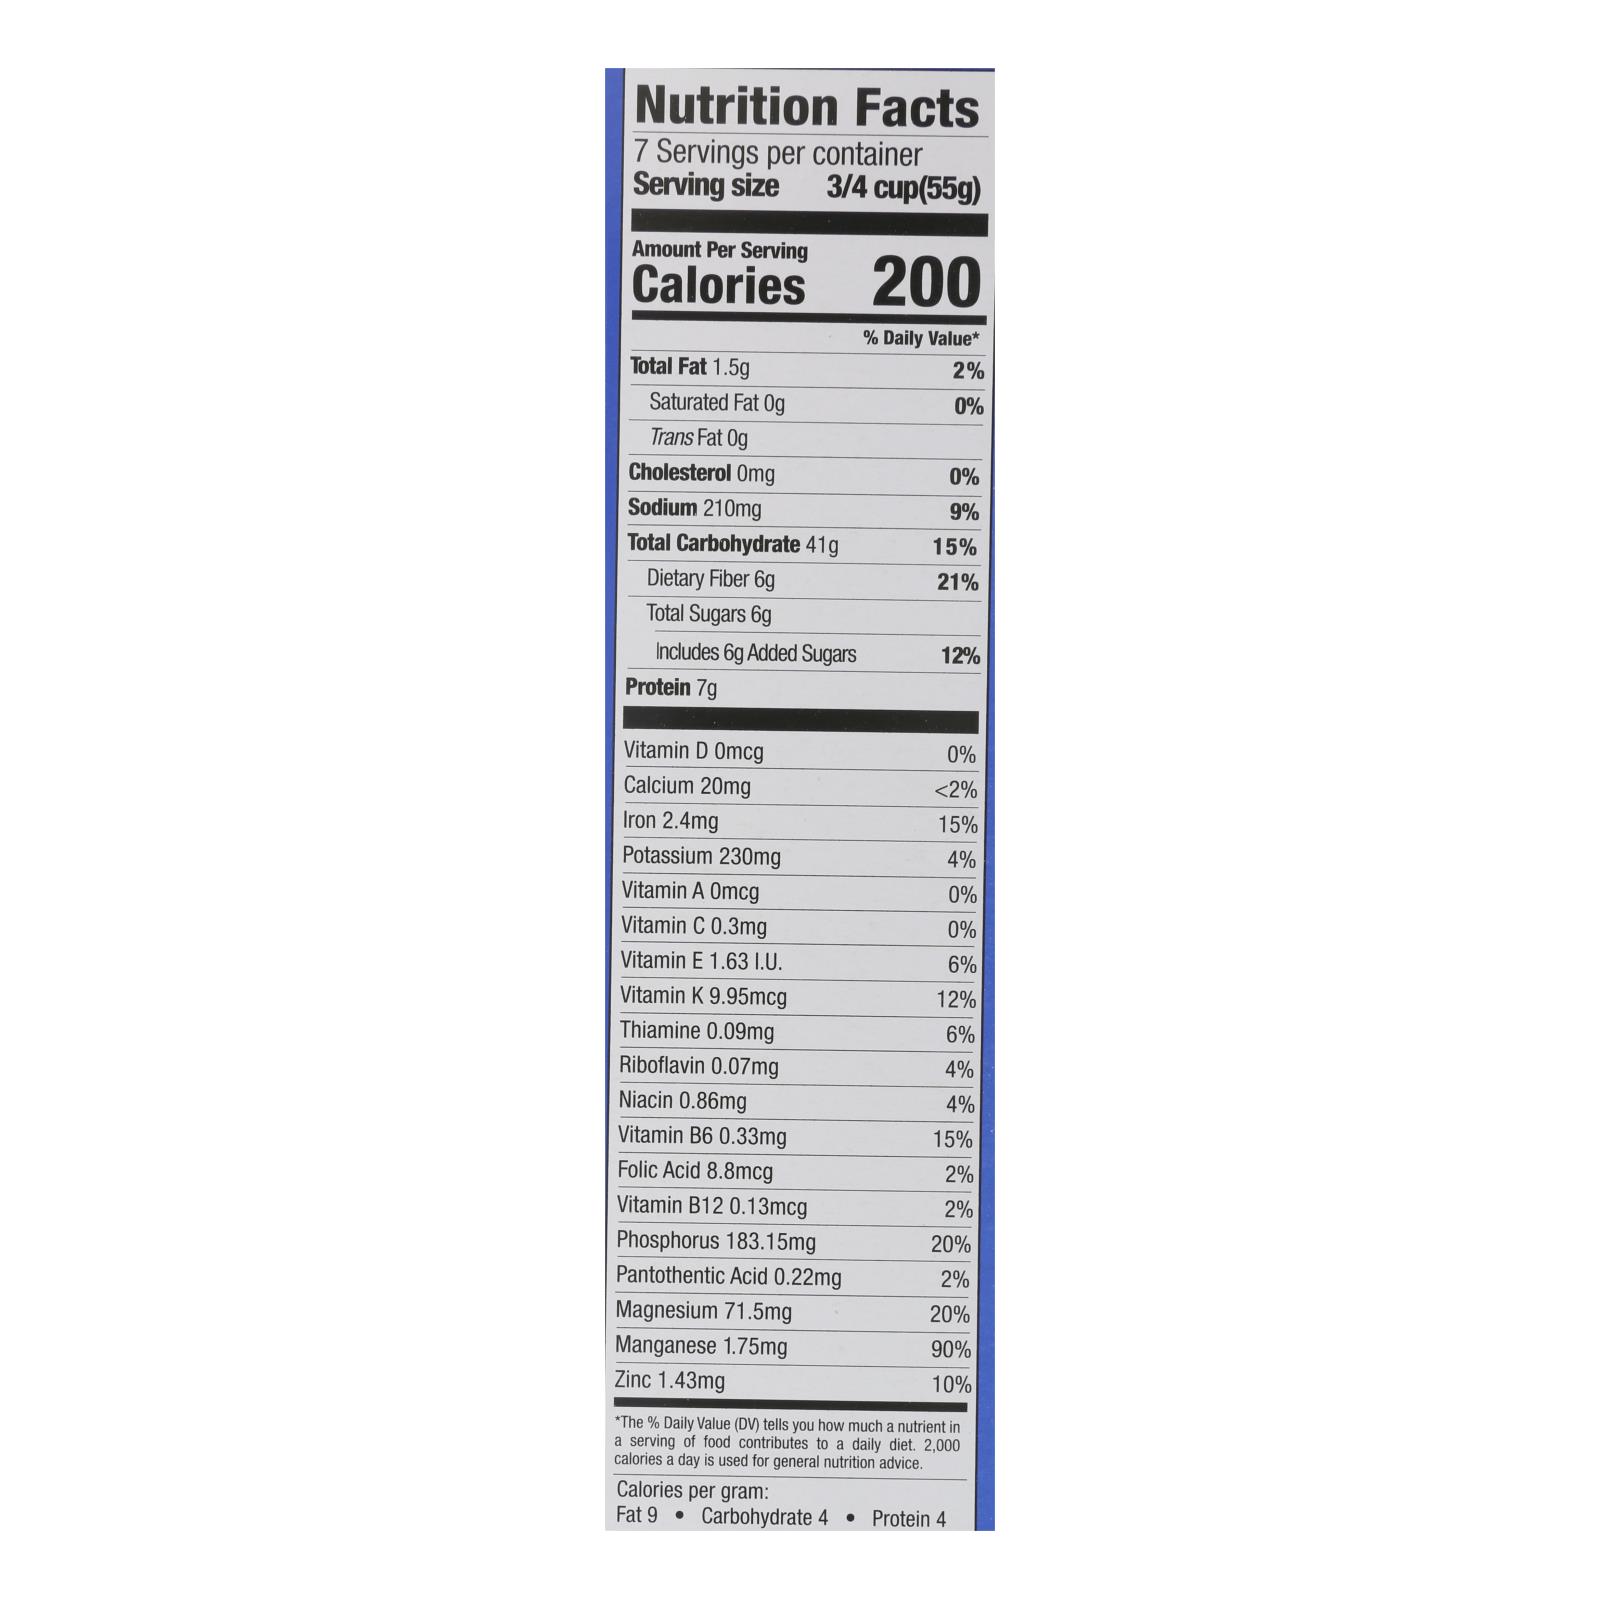 Nutrition Facts
7 Servings per container
Serving size 3/4 cup(55g)
Amount Per Serving
Calories 200
% Daily Value*
Total Fat 1.5g 2%
Saturated Fat 0g 0%
Trans Fat 0g
Cholesterol 0mg 0%
Sodium 210mg 9%
Total Carbohydrate 41g 15%
Dietary Fiber 6g 21%
Total Sugars 6g
Includes 6g Added Sugars 12%
Protein 7g
Vitamin D 0mcg 0%
Calcium 20mg <2%
Iron 2.4mg 15%
Potassium 230mg 4%
Vitamin A 0mcg 0%
Vitamin C 0.3mg 0%
Vitamin E 1.63 I.U. 6%
Vitamin K 9.95mcg 12%
Thiamine 0.09mg 6%
Riboflavin 0.07mg 4%
Niacin 0.86mg 4%
Vitamin B6 0.33mg 15%
Folic Acid 8.8mcg 2%
Vitamin B12 0.13mcg 2%
Phosphorus 183.15mg 20%
Pantothentic Acid 0.22mg 2%
Magnesium 71.5mg 20%
Manganese 1.75mg 90%
Zinc 1.43mg 10%
*The % Daily Value (DV) tells you how much a nutrient in
a serving of food contributes to a daily diet. 2,000
calories a day is used for general nutrition advice.
Calories per gram:
Fat 9 • Carbohydrate 4 • Protein 4